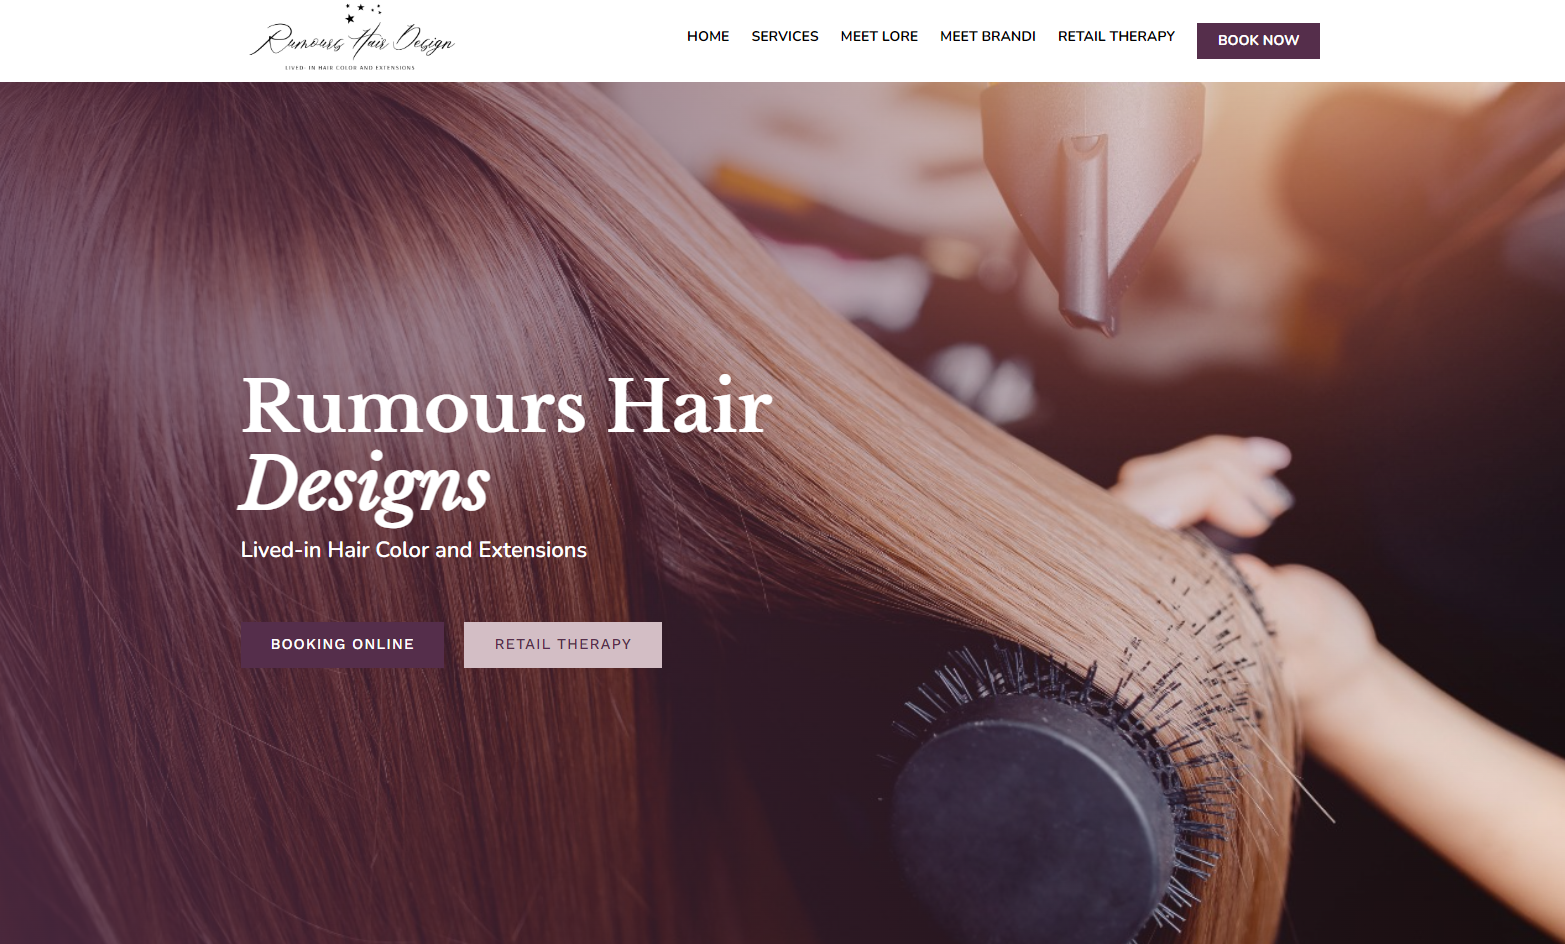 Rumours Hair Design
LIVED- IN HAIR COLOR AND EXTENSIONS
HOME SERVICES MEET LORE MEET BRANDI RETAIL THERAPY BOOK NOW
Rumours Hair
Designs
Lived-in Hair Color and Extensions
BOOKING ONLINE RETAIL THERAPY